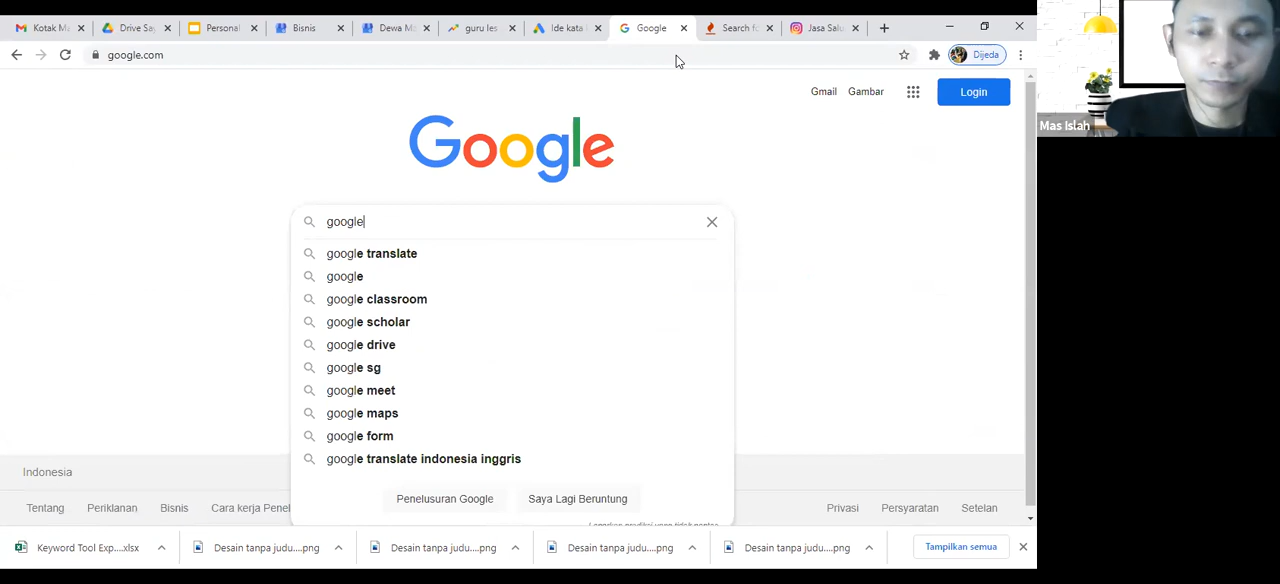 Kotak M
Drive Say
Personal
Bisnis
Dewa M
guru les
Ide kata k
Google
Search fo
Jasa Salu
google.com
Dijeda
Gmail
Gambar
Login
Mas Islah
Google
google
google translate
google
google classroom
google scholar
google drive
google sg
google meet
google maps
google form
google translate indonesia inggris
Penelusuran Google
Saya Lagi Beruntung
Indonesia
Tentang
Periklanan
Bisnis
Cara kerja Penel
Privasi
Persyaratan
Setelan
Keyword Tool Exp....xlsx
Desain tanpa judu....png
Desain tanpa judu....png
Desain tanpa judu....png
Desain tanpa judu....png
Tampilkan semua